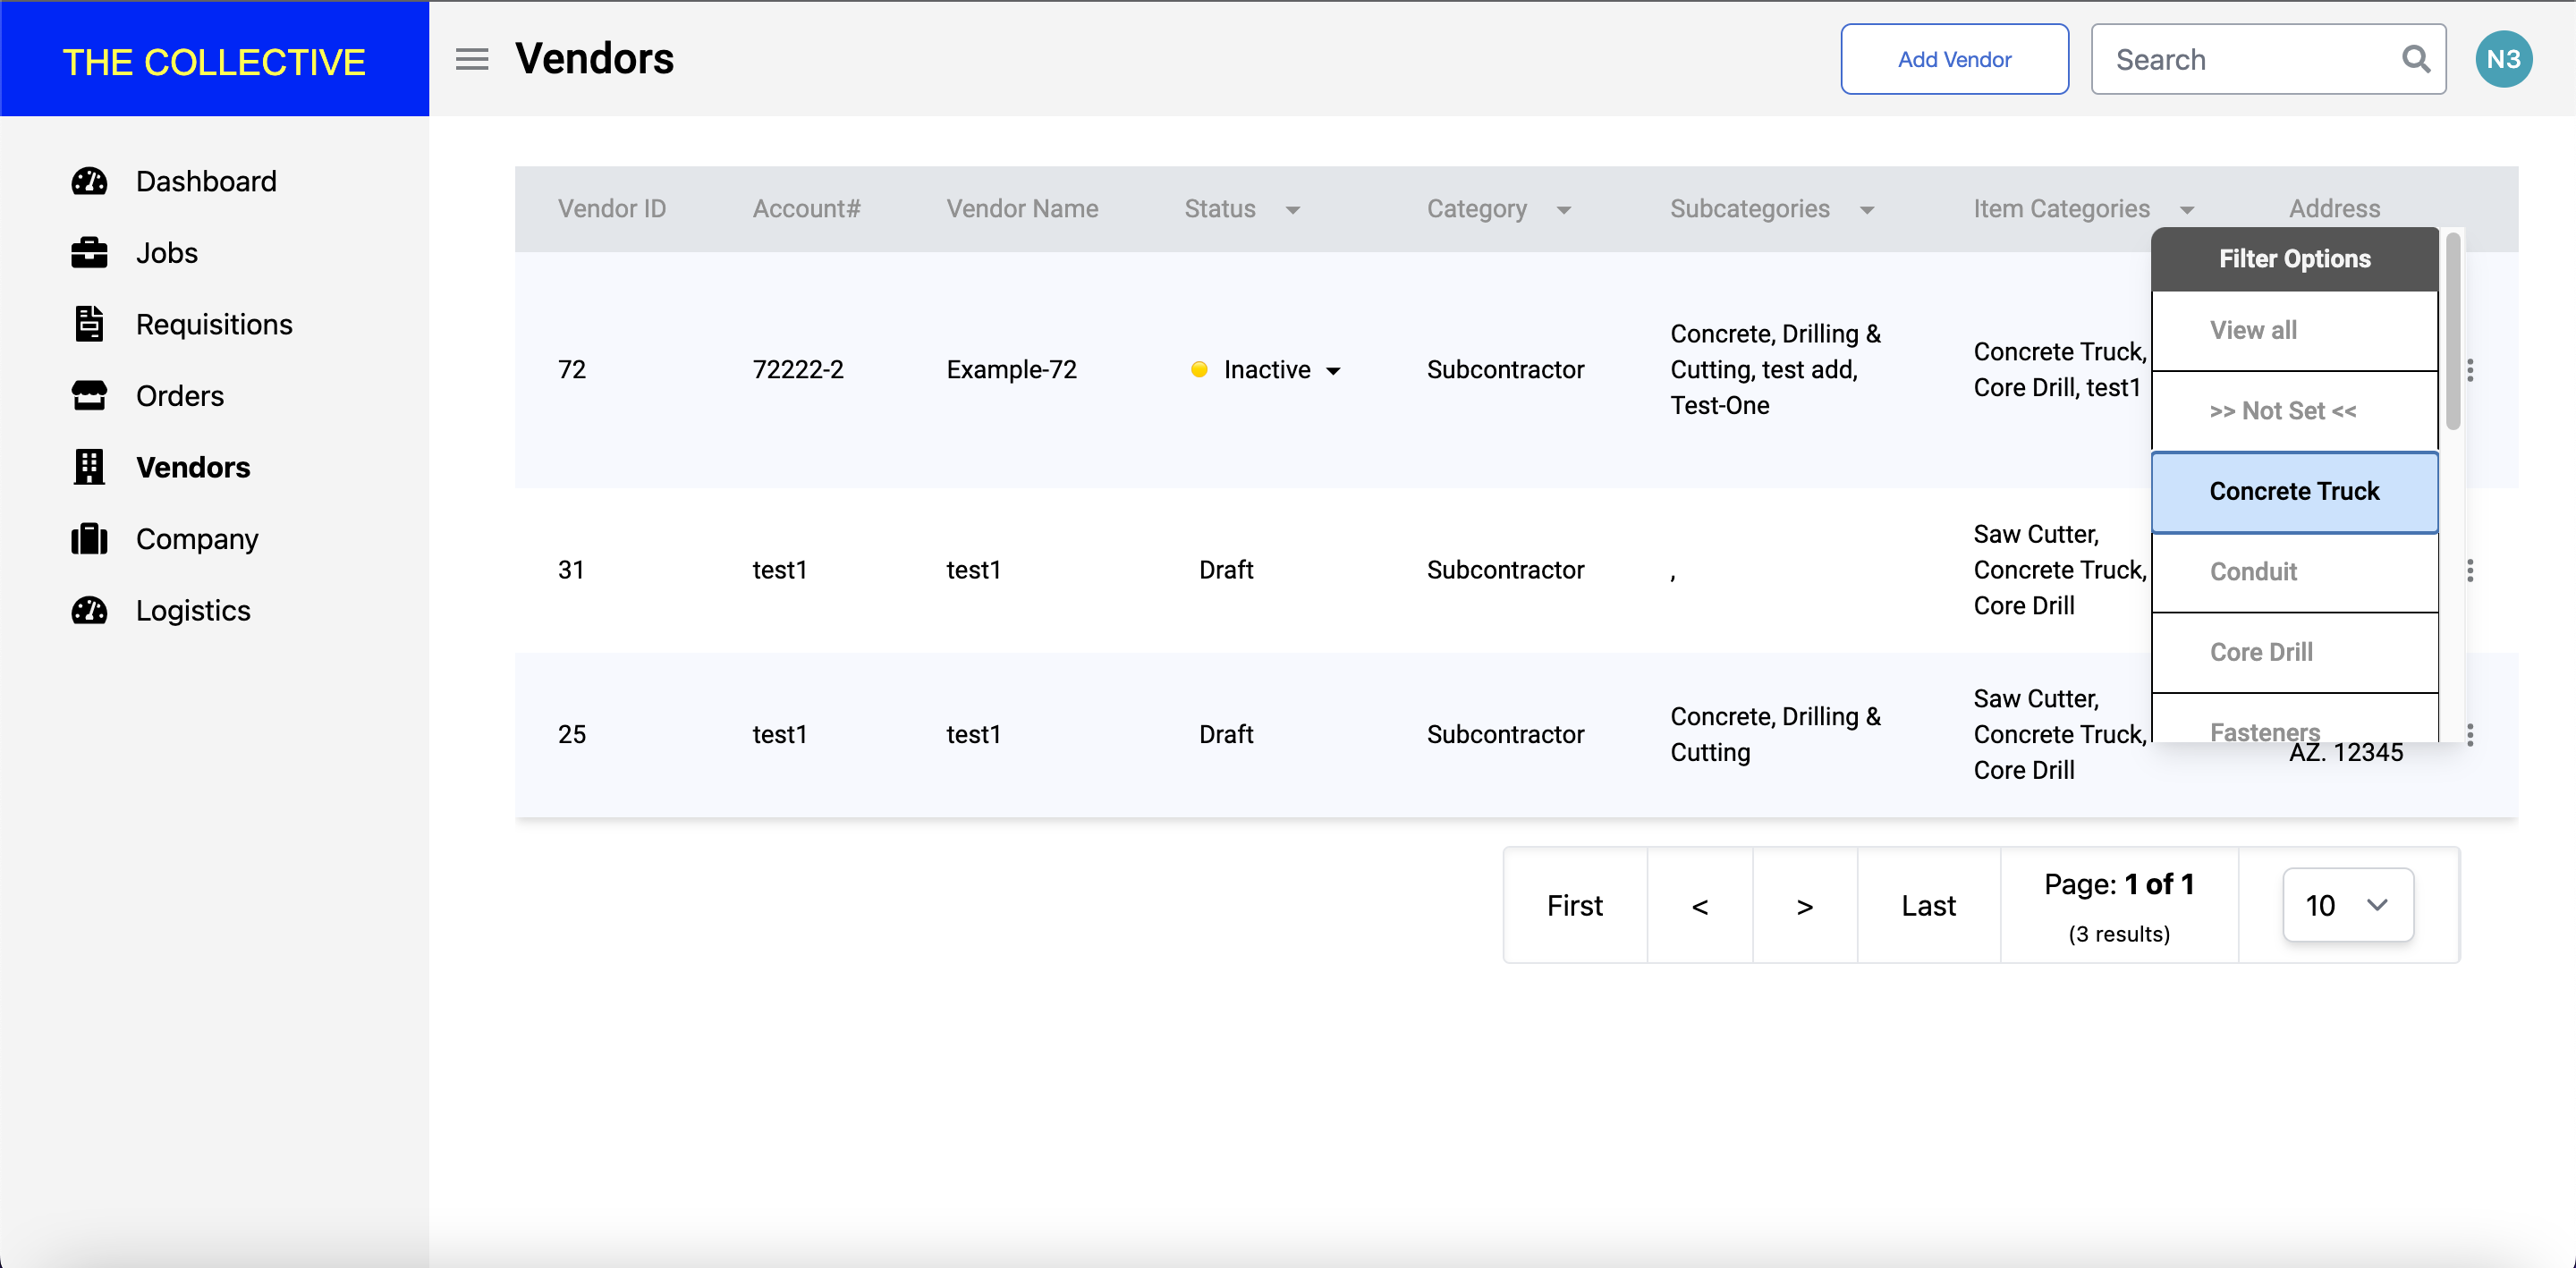 THE COLLECTIVE
Vendors
Add Vendor
Search
N3
Dashboard
Jobs
Requisitions
Orders
Vendors
Company
Logistics
Vendor ID
Account#
Vendor Name
Status
Category
Subcategories
Item Categories
Address
72
72222-2
Example-72
Inactive
Subcontractor
Concrete, Drilling &
Cutting, test add,
Test-One
Concrete Truck,
Core Drill, test1
31
test1
test1
Draft
Subcontractor
,
Saw Cutter,
Concrete Truck,
Core Drill
25
test1
test1
Draft
Subcontractor
Concrete, Drilling &
Cutting
Saw Cutter,
Concrete Truck,
Core Drill
AZ. 12345
Filter Options
View all
>> Not Set <<
Concrete Truck
Conduit
Core Drill
Fasteners
First
<
>
Last
Page: 1 of 1
(3 results)
10